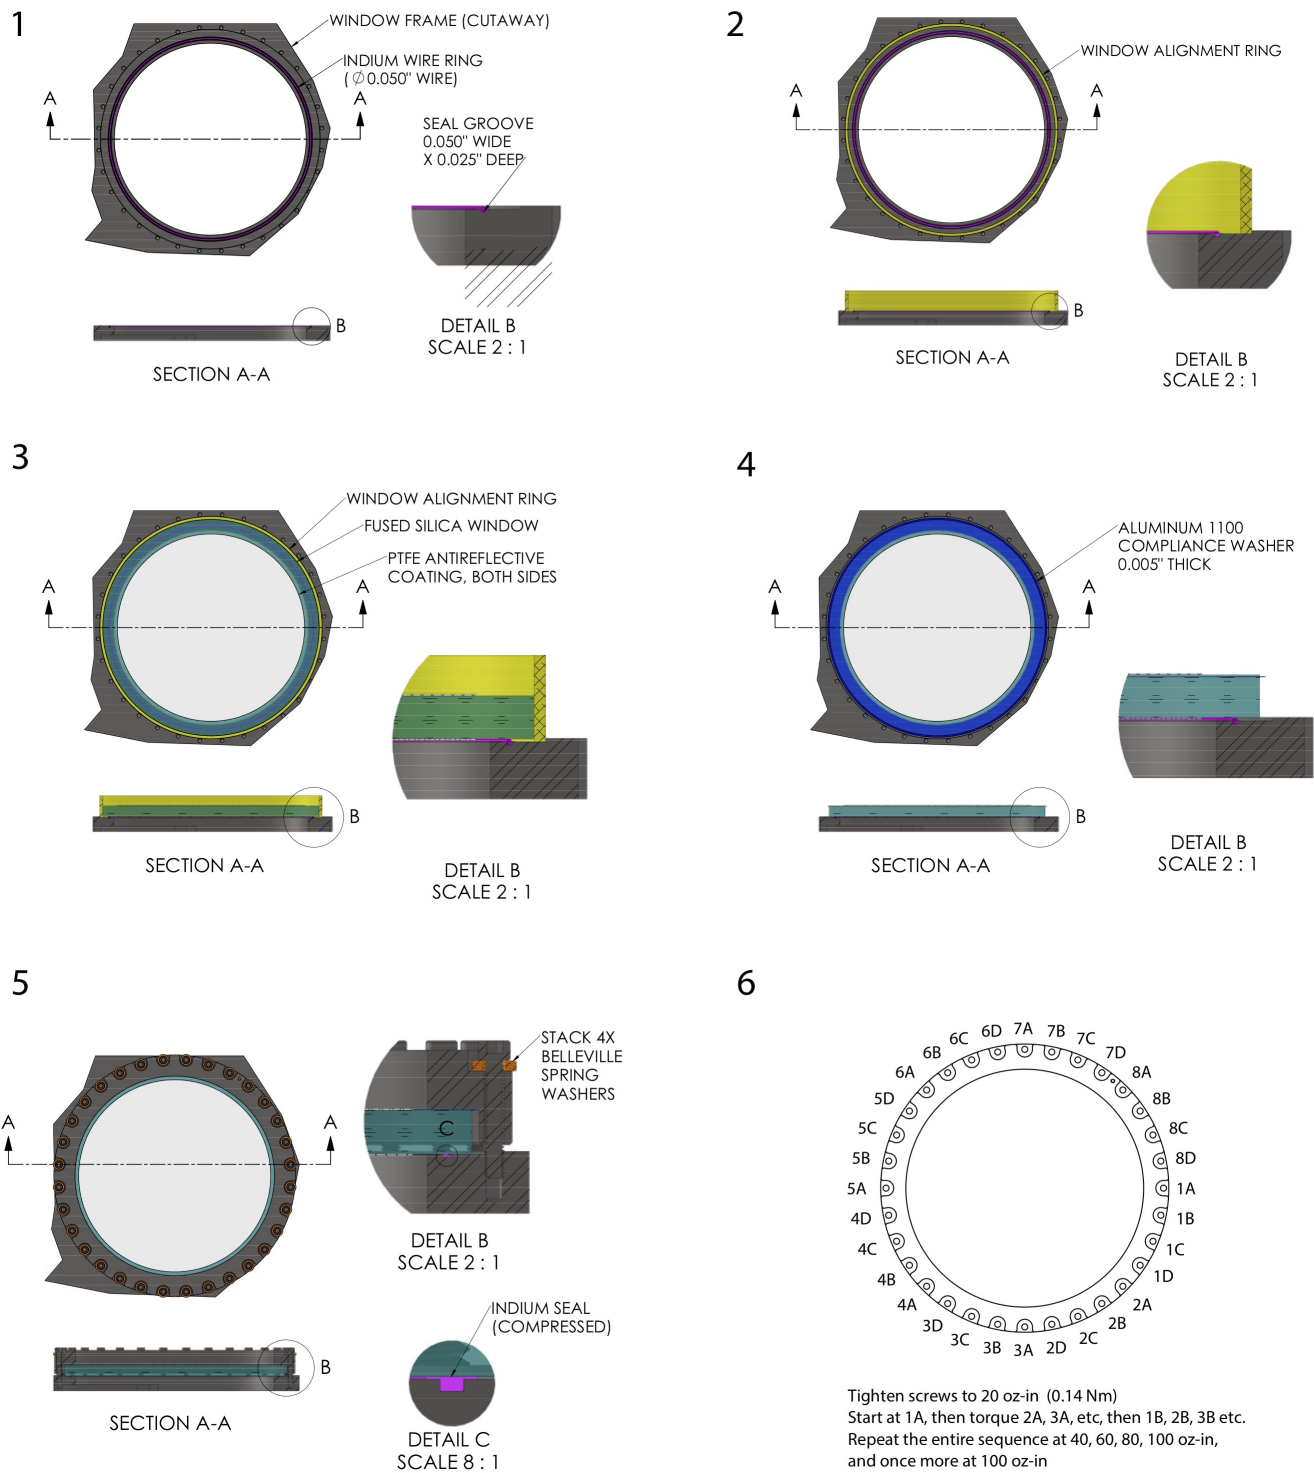 1
WINDOW FRAME (CUTAWAY)
INDIUM WIRE RING
(∅0.050" WIRE)
A
A
SEAL GROOVE
0.050" WIDE
X 0.025" DEEP
B
SECTION A-A
DETAIL B
SCALE 2 : 1
2
WINDOW ALIGNMENT RING
A
A
B
SECTION A-A
DETAIL B
SCALE 2 : 1
3
WINDOW ALIGNMENT RING
FUSED SILICA WINDOW
PTFE ANTIREFLECTIVE
COATING, BOTH SIDES
A
A
B
SECTION A-A
DETAIL B
SCALE 2 : 1
4
ALUMINUM 1100
COMPLIANCE WASHER
0.005" THICK
A
A
B
SECTION A-A
DETAIL B
SCALE 2 : 1
5
STACK 4X
BELLEVILLE
SPRING
WASHERS
A
A
C
DETAIL B
SCALE 2 : 1
INDIUM SEAL
(COMPRESSED)
B
SECTION A-A
DETAIL C
SCALE 8 : 1
6
7A
7B
7C
7D
8A
8B
8C
8D
1A
1B
1C
1D
2A
2B
2C
2D
3A
3B
3C
3D
4A
4B
4C
4D
5A
5B
5C
5D
6A
6B
6C
6D
Tighten screws to 20 oz-in (0.14 Nm)
Start at 1A, then torque 2A, 3A, etc, then 1B, 2B, 3B etc.
Repeat the entire sequence at 40, 60, 80, 100 oz-in,
and once more at 100 oz-in